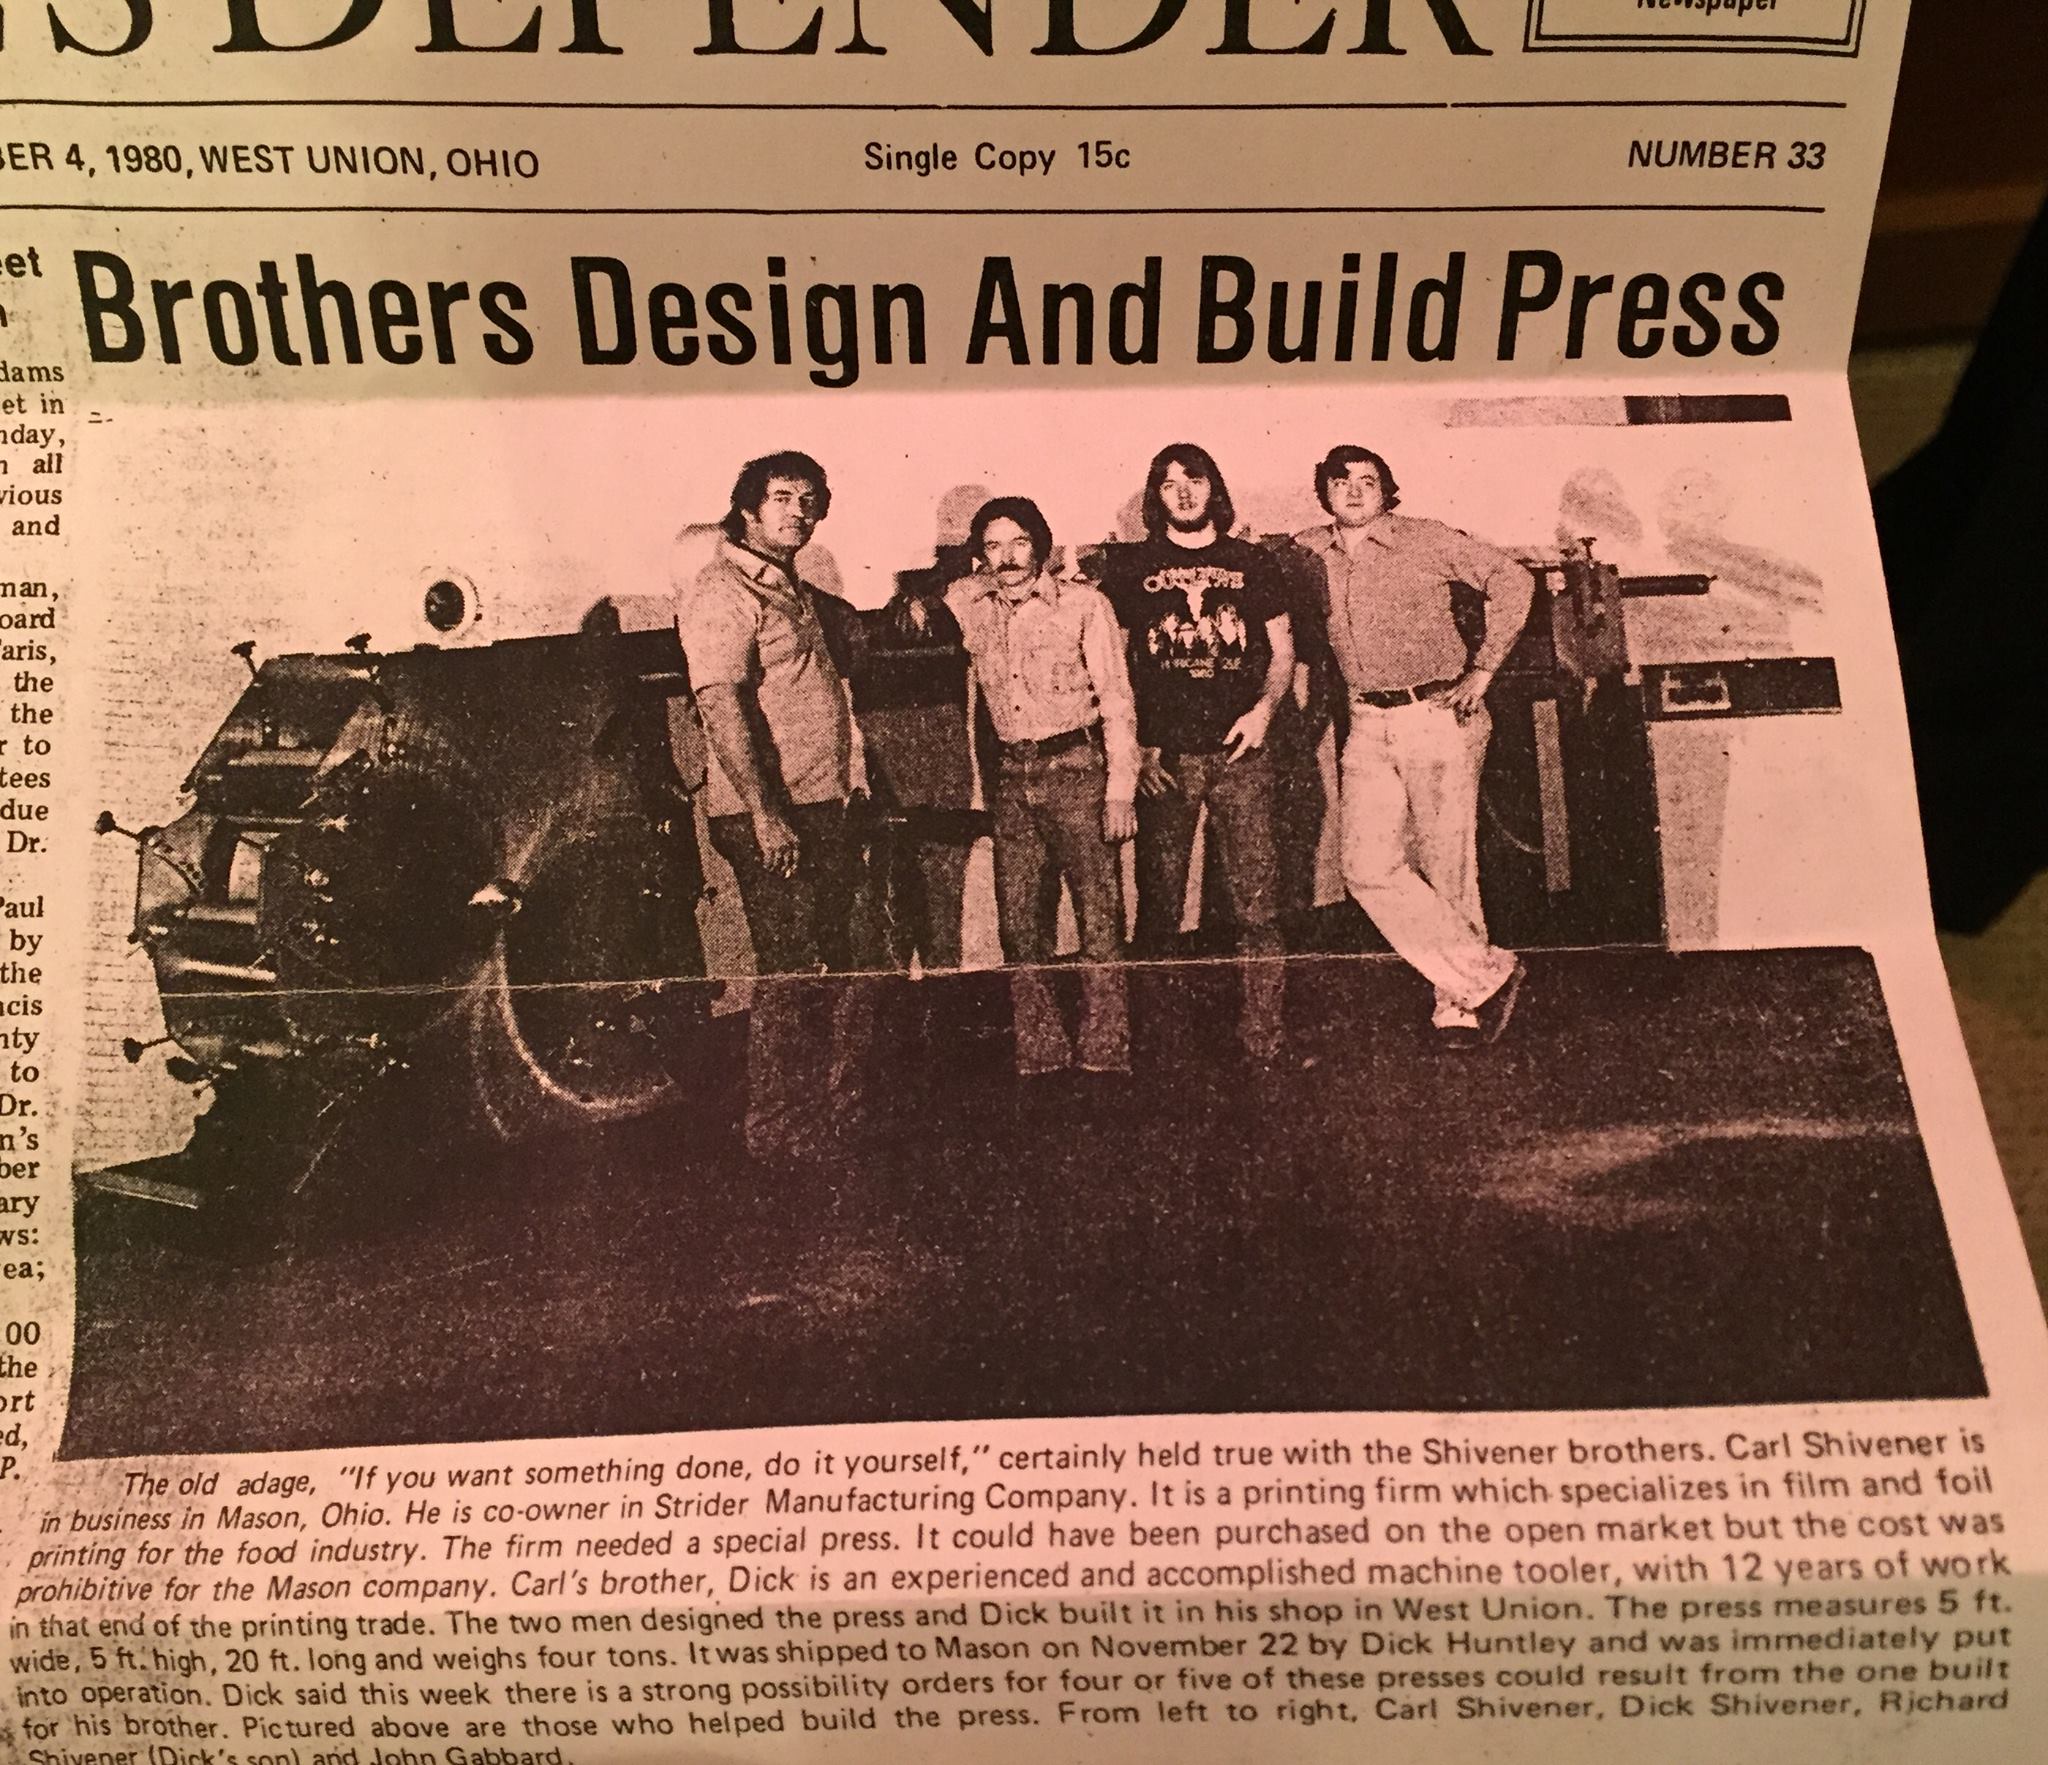 DEFENDER
Newspaper
BER 4, 1980, WEST UNION, OHIO Single Copy 15c NUMBER 33
Brothers Design And Build Press
eet
n
dams
et in
nday,
n all
vious
and
man,
oard
aris,
the
the
r to
tees
due
Dr.
Paul
by
the
ncis
nty
to
Dr.
n's
ber
ary
ws:
ea;
00
the
ort
ed,
P.
OUTLAWS
HURRICANE
1980
The old adage, "If you want something done, do it yourself," certainly held true with the Shivener brothers. Carl Shivener is
in business in Mason, Ohio. He is co-owner in Strider Manufacturing Company. It is a printing firm which specializes in film and foil
printing for the food industry. The firm needed a special press. It could have been purchased on the open market but the cost was
prohibitive for the Mason company. Carl's brother, Dick is an experienced and accomplished machine tooler, with 12 years of work
in that end of the printing trade. The two men designed the press and Dick built it in his shop in West Union. The press measures 5 ft.
wide, 5 ft. high, 20 ft. long and weighs four tons. It was shipped to Mason on November 22 by Dick Huntley and was immediately put
into operation. Dick said this week there is a strong possibility orders for four or five of these presses could result from the one built
for his brother. Pictured above are those who helped build the press. From left to right, Carl Shivener, Dick Shivener, Richard
Shivener (Dick's son) and John Gabbard.